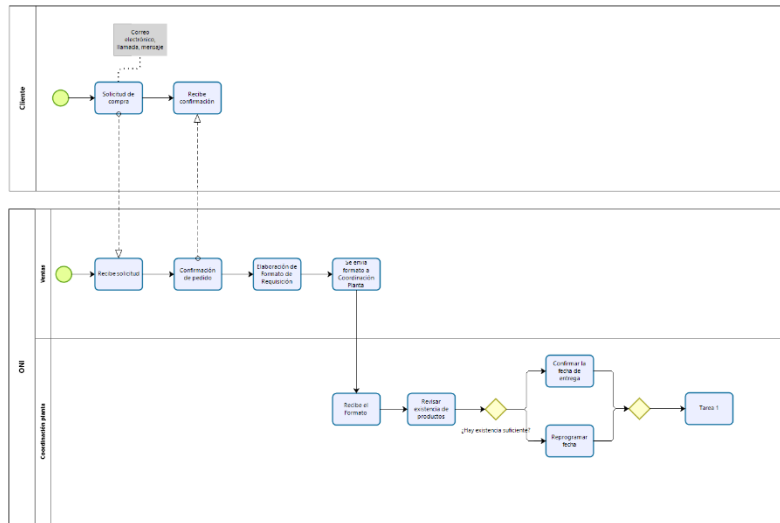 Correo
electrónico,
llamada, mensaje
Cliente
Solicitud de
compra
Recibe
confirmación
ONI
Ventas
Recibe solicitud
Confirmación
de pedido
Elaboración de
Formato de
Requisición
Se envía
formato a
Coordinación
Planta
Coordinación planta
Recibe el
Formato
Revisar
existencia de
productos
¿Hay existencia suficiente?
Confirmar la
fecha de
entrega
Reprogramar
fecha
Tarea 1